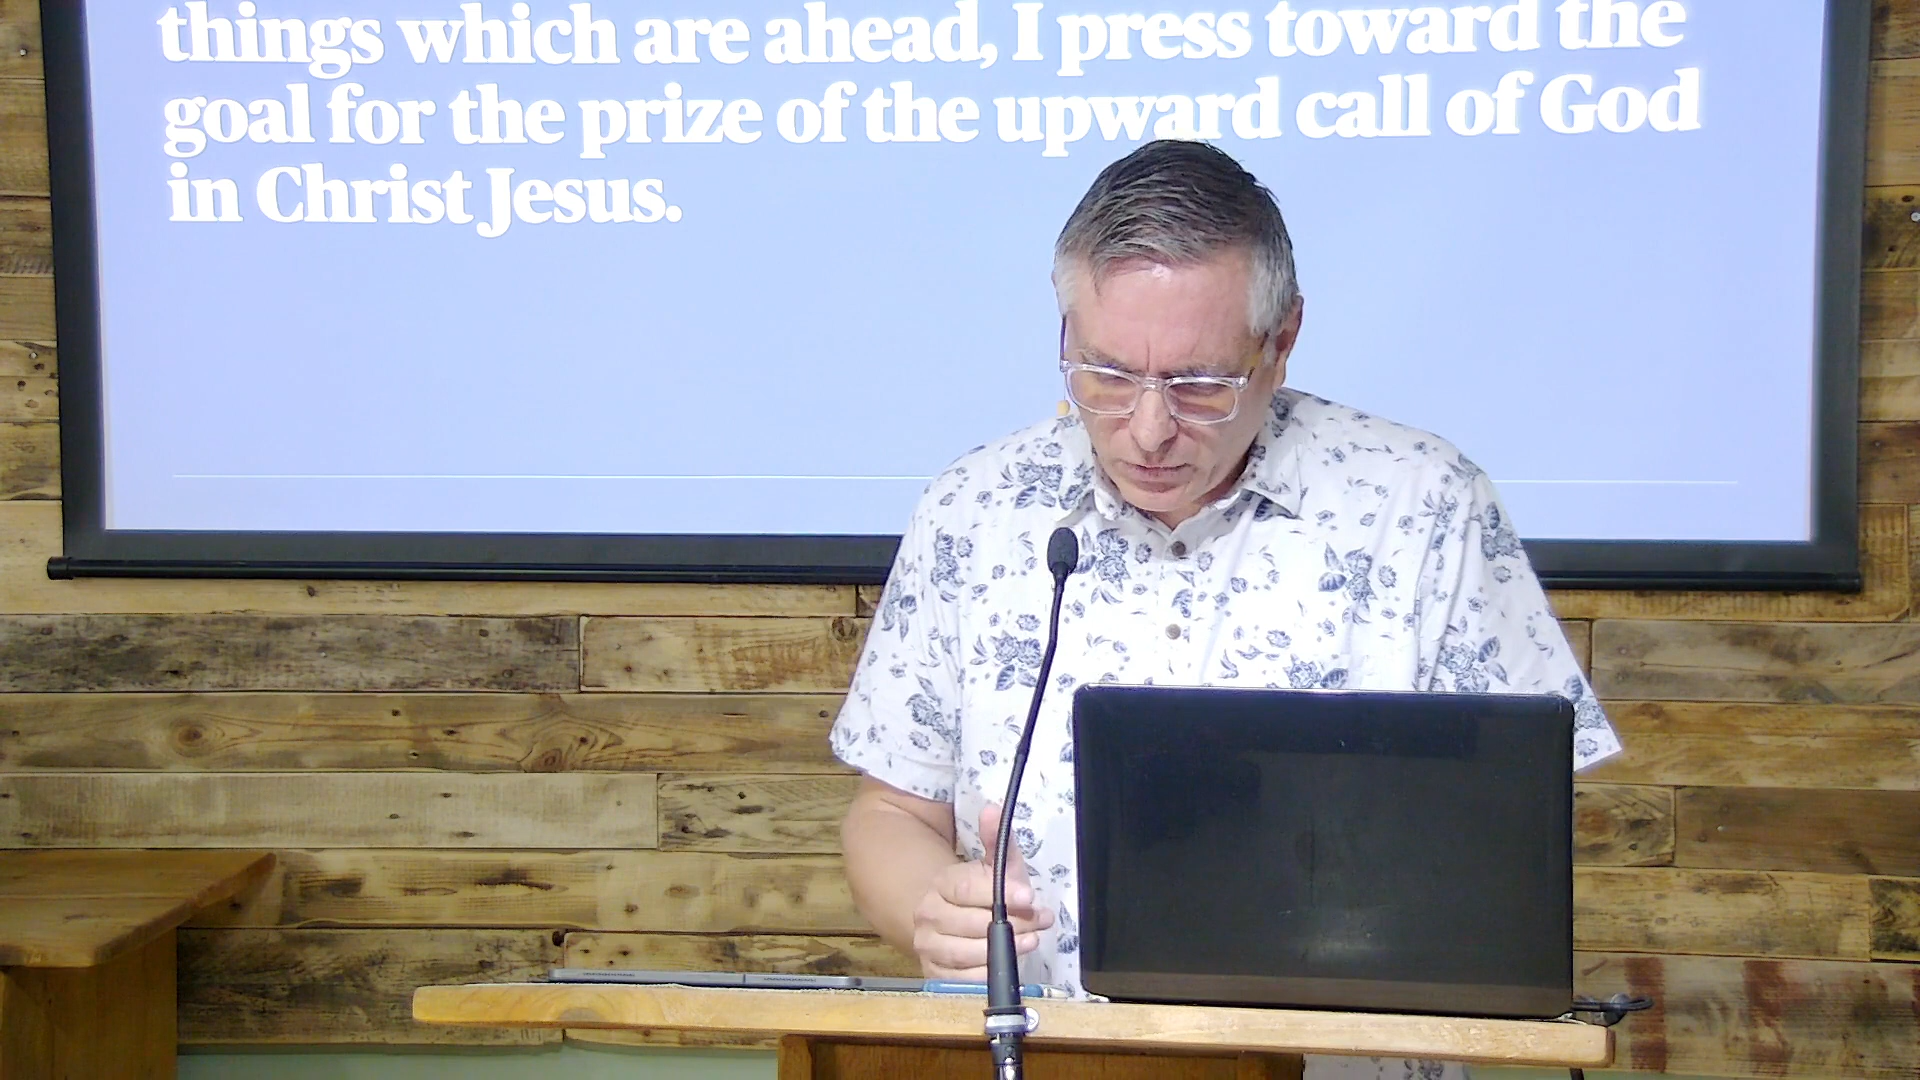 things which are ahead, I press toward the
goal for the prize of the upward call of God
in Christ Jesus.